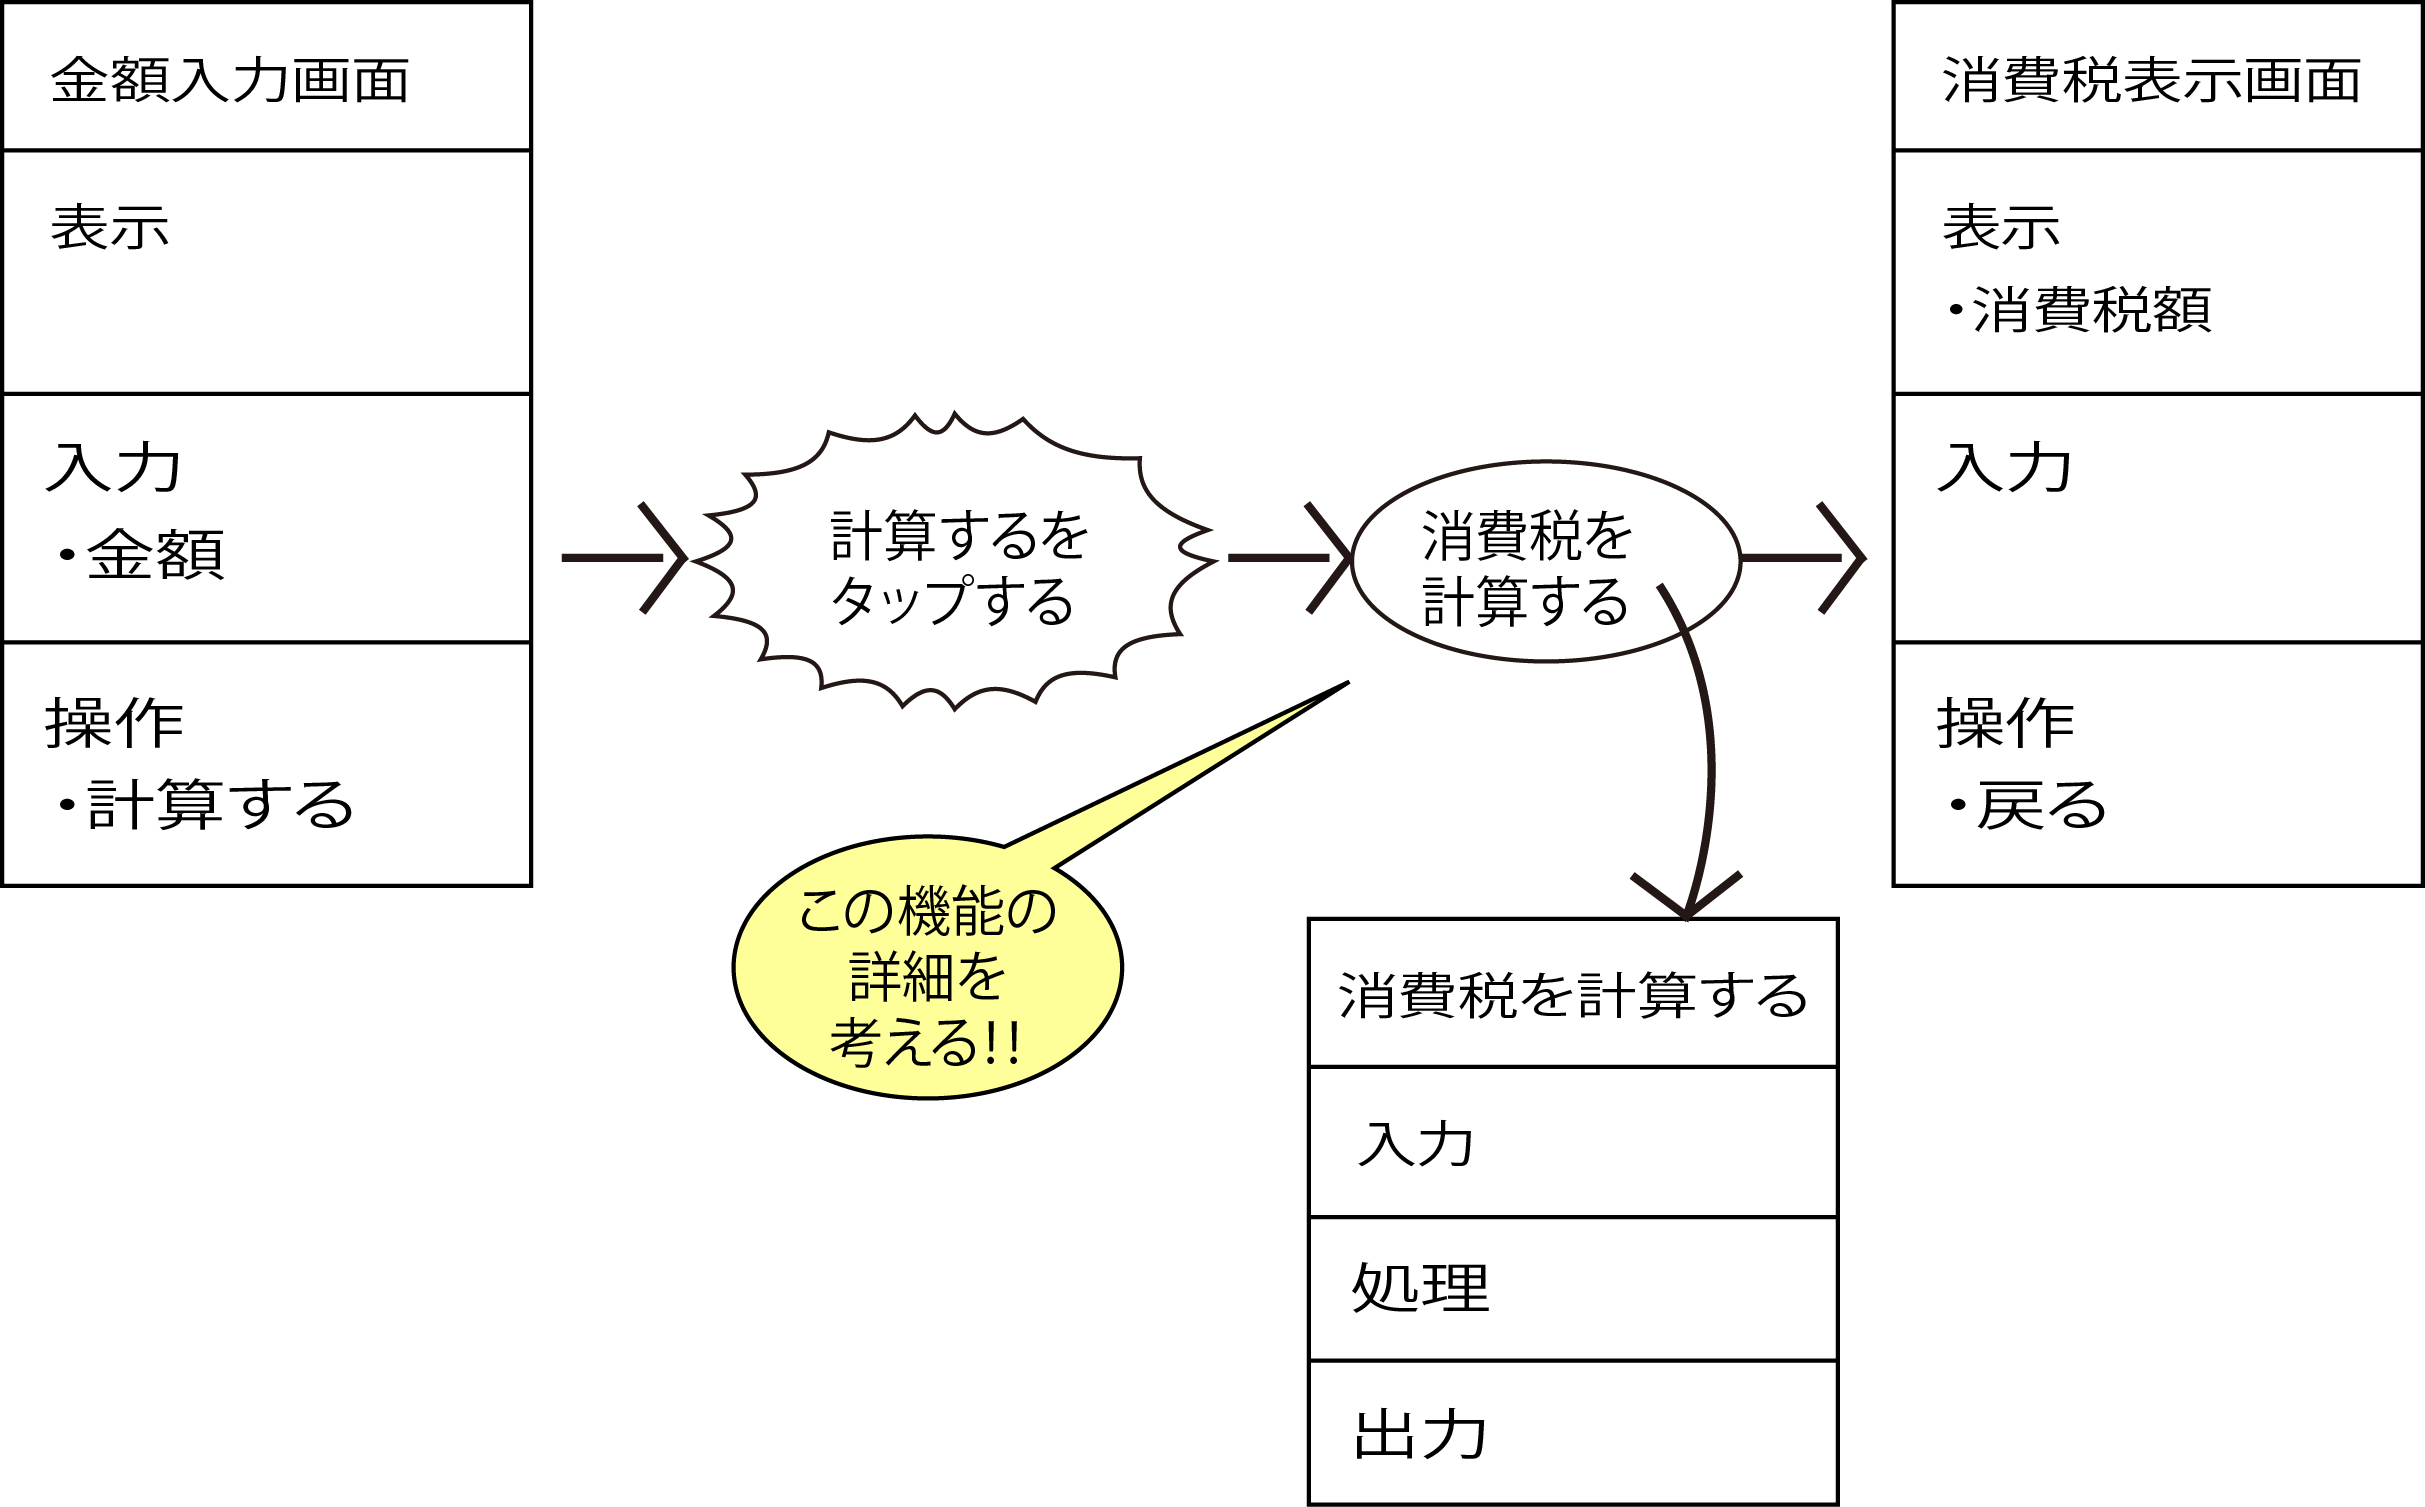 金額入力画面
表示
入力
・金額
操作
・計算する
計算するを
タップする
消費税を
計算する
消費税表示画面
表示
・消費税額
入力
操作
・戻る
この機能の
詳細を
考える!!
消費税を計算する
入力
処理
出力